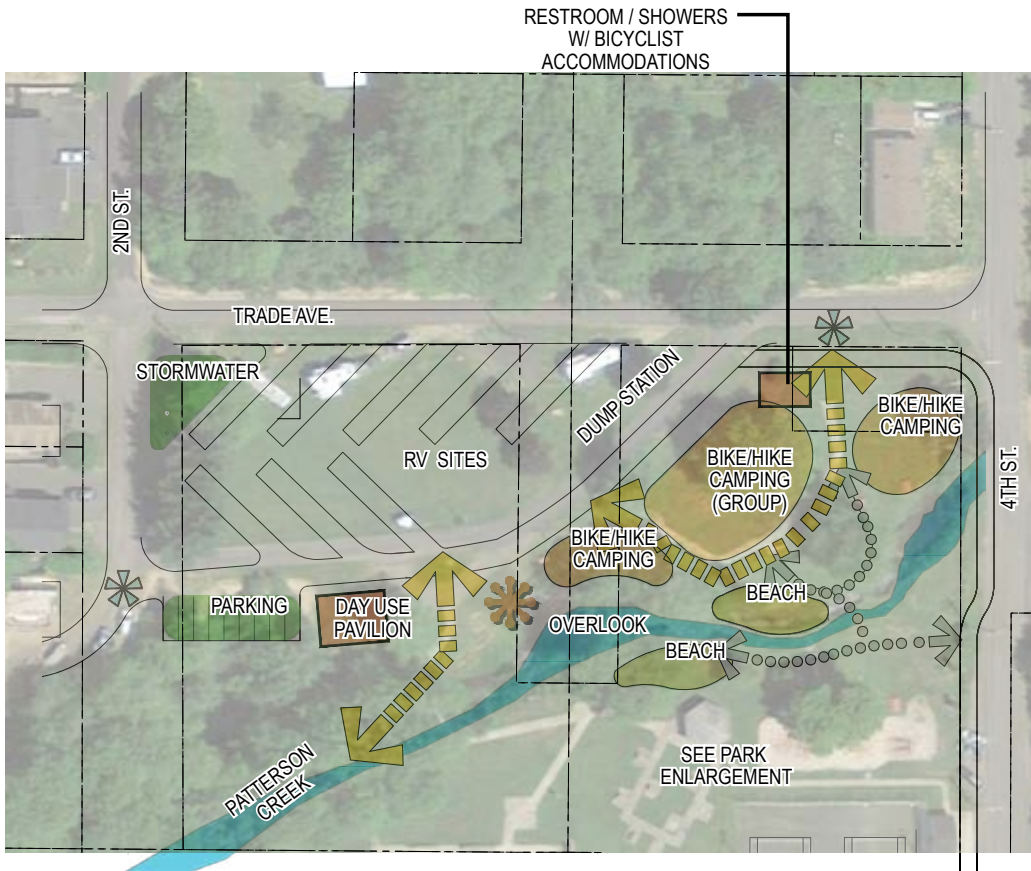 RESTROOM / SHOWERS
W/ BICYCLIST
ACCOMMODATIONS
2ND ST.
TRADE AVE.
STORMWATER
DUMP STATION
RV SITES
BIKE/HIKE
CAMPING
BIKE/HIKE
CAMPING
(GROUP)
4TH ST.
BIKE/HIKE
CAMPING
PARKING
DAY USE
PAVILION
OVERLOOK
BEACH
BEACH
SEE PARK
ENLARGEMENT
PATTERSON
CREEK